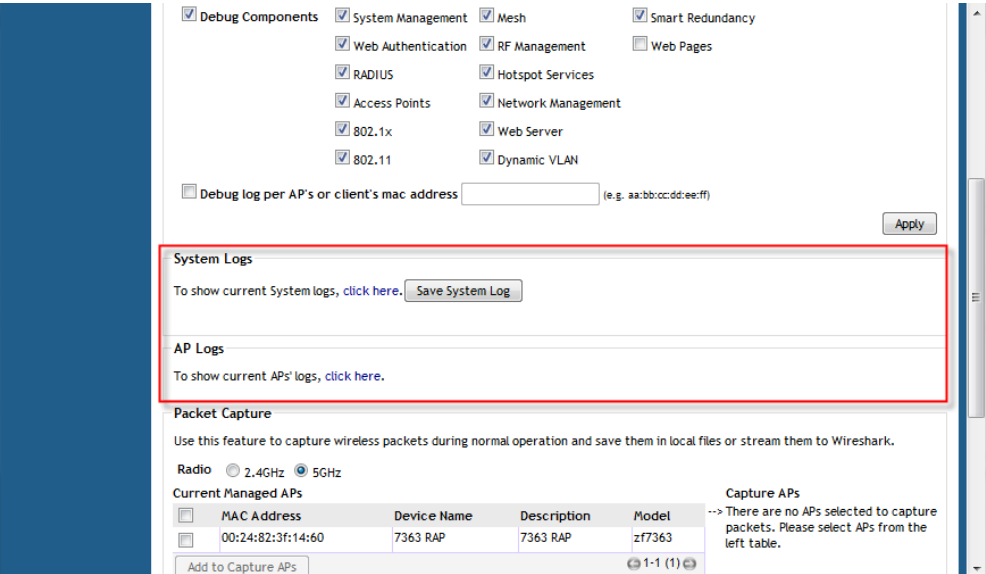 Debug Components System Management Mesh Smart Redundancy
Web Authentication RF Management Web Pages
RADIUS Hotspot Services
Access Points Network Management
802.1x Web Server
802.11 Dynamic VLAN
Debug log per AP's or client's mac address (e.g. aa:bb:cc:dd:ee:ff)
Apply
System Logs
To show current System logs, click here. Save System Log
AP Logs
To show current APs' logs, click here.
Packet Capture
Use this feature to capture wireless packets during normal operation and save them in local files or stream them to Wireshark.
Radio 2.4GHz 5GHz
Current Managed APs Capture APs
MAC Address Device Name Description Model --> There are no APs selected to capture
packets. Please select APs from the
00:24:82:3f:14:60 7363 RAP 7363 RAP zf7363
left table.
Add to Capture APs 1-1 (1)